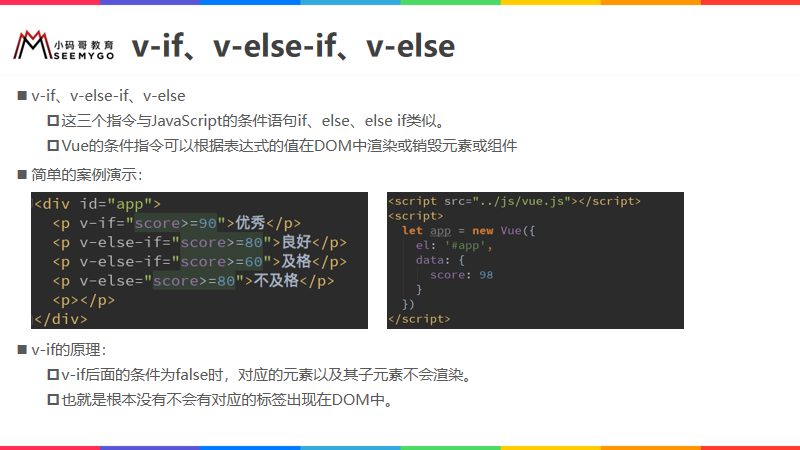 小码哥教育
SEEMYGO
v-if、v-else-if、v-else
v-if、v-else-if、v-else
这三个指令与JavaScript的条件语句if、else、else if类似。
Vue的条件指令可以根据表达式的值在DOM中渲染或销毁元素或组件
简单的案例演示：
<div id="app">
<p v-if="score>=90">优秀</p>
<p v-else-if="score>=80">良好</p>
<p v-else-if="score>=60">及格</p>
<p v-else="score>=80">不及格</p>
<p></p>
</div>
<script src="../js/vue.js"></script>
<script>
let app = new Vue({
el: '#app',
data: {
score: 98
}
})
</script>
v-if的原理：
v-if后面的条件为false时，对应的元素以及其子元素不会渲染。
也就是根本没有不会有对应的标签出现在DOM中。